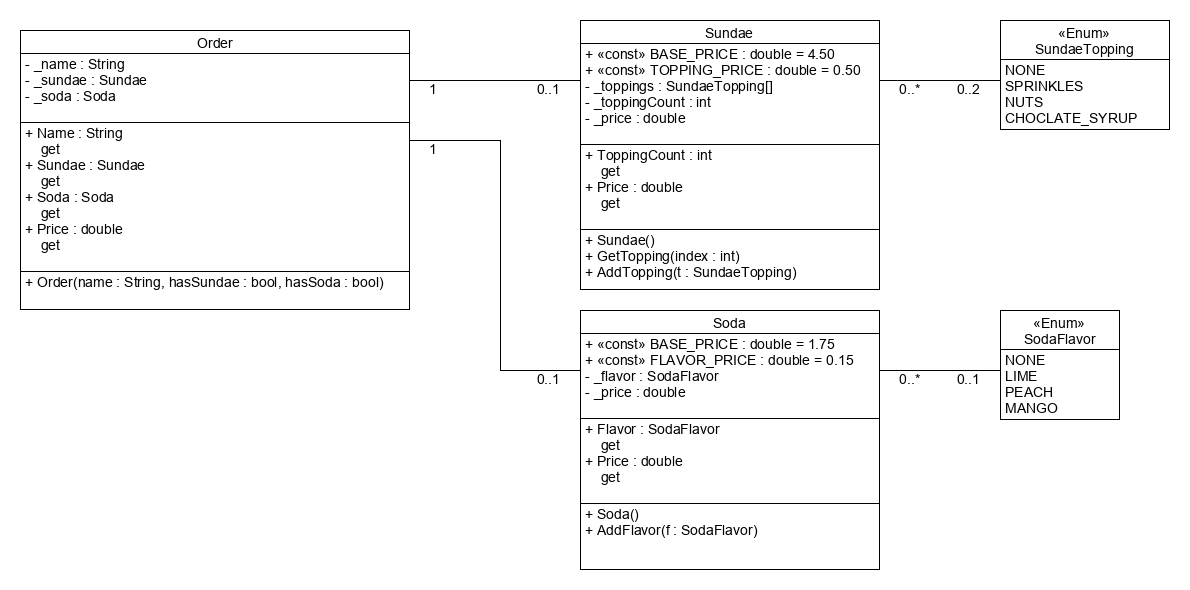 Order
- _name : String
- _sundae : Sundae
- _soda : Soda
+ Name : String
get
+ Sundae : Sundae
get
+ Soda : Soda
get
+ Price : double
get
+ Order(name : String, hasSundae : bool, hasSoda : bool)
1
0..1
1
0..1
Sundae
+ «const» BASE_PRICE : double = 4.50
+ «const» TOPPING_PRICE : double = 0.50
- _toppings : SundaeTopping[]
- _toppingCount : int
- _price : double
+ ToppingCount : int
get
+ Price : double
get
+ Sundae()
+ GetTopping(index : int)
+ AddTopping(t : SundaeTopping)
0..*
0..2
«Enum»
SundaeTopping
NONE
SPRINKLES
NUTS
CHOCLATE_SYRUP
Soda
+ «const» BASE_PRICE : double = 1.75
+ «const» FLAVOR_PRICE : double = 0.15
- _flavor : SodaFlavor
- _price : double
+ Flavor : SodaFlavor
get
+ Price : double
get
+ Soda()
+ AddFlavor(f : SodaFlavor)
0..*
0..1
«Enum»
SodaFlavor
NONE
LIME
PEACH
MANGO